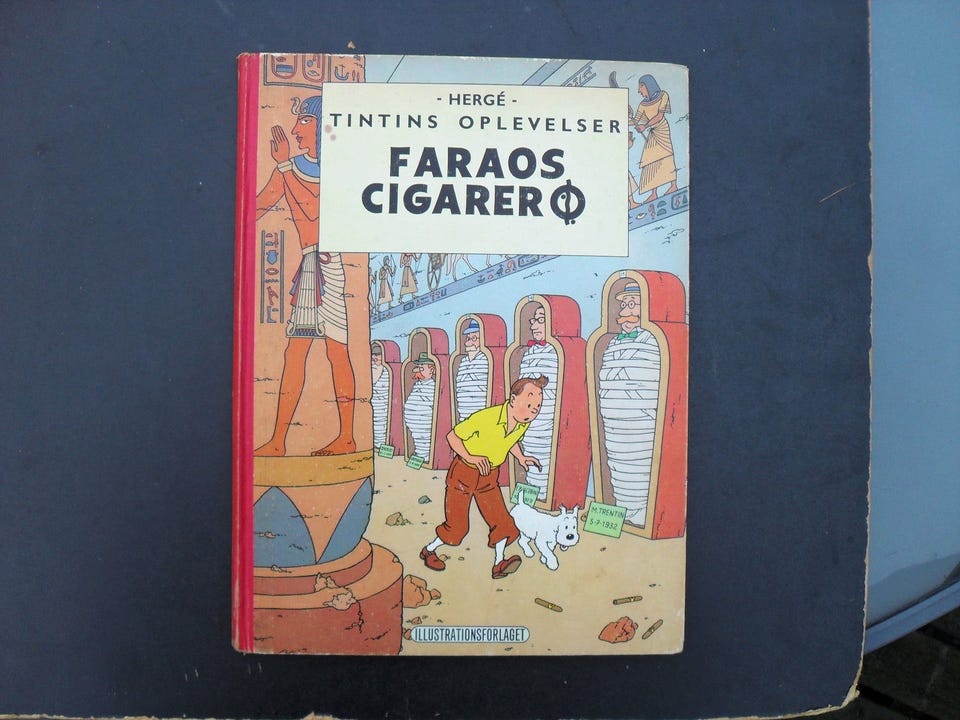 - HERGÉ -
TINTINS OPLEVELSER
FARAOS
CIGARER
M. TRENTIN
5-7-1932
ILLUSTRATIONSFORLAGET